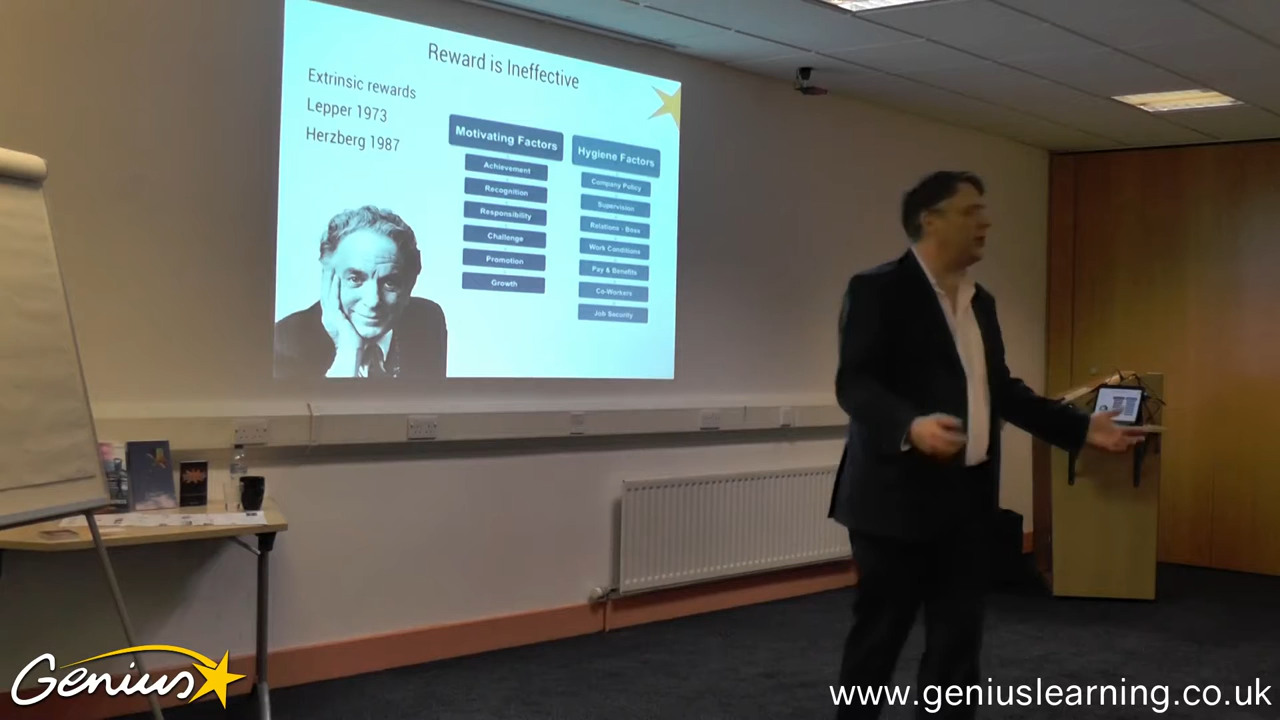 Reward is Ineffective
Extrinsic rewards
Lepper 1973
Herzberg 1987
Motivating Factors
Achievement
Recognition
Responsibility
Challenge
Promotion
Growth
Hygiene Factors
Company Policy
Supervision
Relations - Boss
Work Conditions
Pay & Benefits
Co-Workers
Job Security
Genius
www.geniuslearning.co.uk